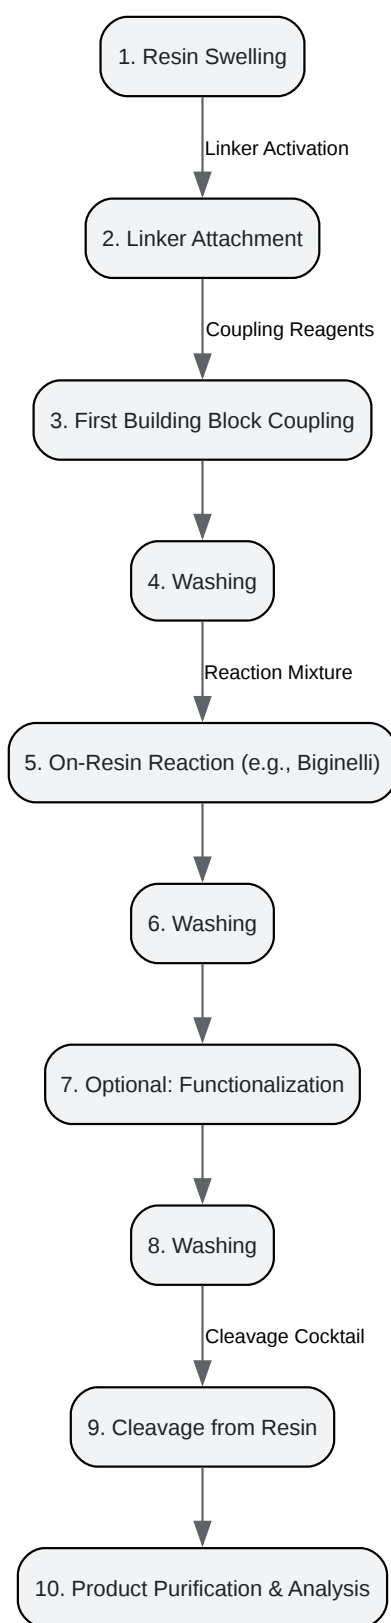 1. Resin Swelling
Linker Activation
2. Linker Attachment
Coupling Reagents
3. First Building Block Coupling
4. Washing
Reaction Mixture
5. On-Resin Reaction (e.g., Biginelli)
6. Washing
7. Optional: Functionalization
8. Washing
Cleavage Cocktail
9. Cleavage from Resin
10. Product Purification & Analysis